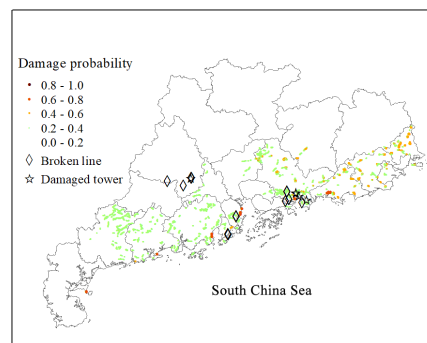 Damage probability
0.8 - 1.0
0.6 - 0.8
0.4 - 0.6
0.2 - 0.4
0.0 - 0.2
Broken line
Damaged tower
South China Sea